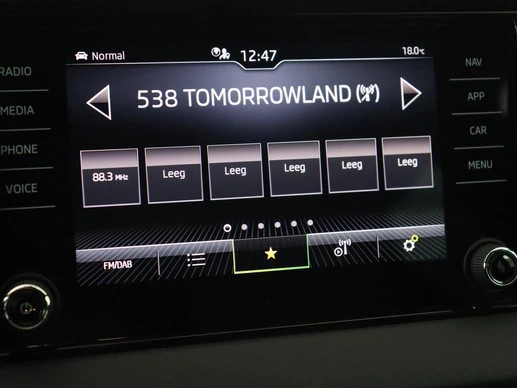 RADIO
MEDIA
PHONE
VOICE
Normal
12:47
18.0°C
538 TOMORROWLAND
88.3 MHz
Leeg
Leeg
Leeg
Leeg
Leeg
FM/DAB
NAV
APP
CAR
MENU